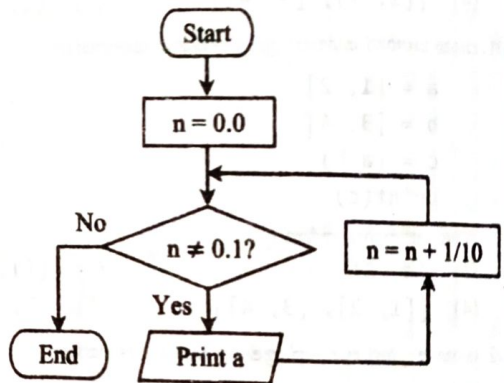 Start
n = 0.0
No
n ≠ 0.1?
n = n + 1/10
Yes
End
Print a